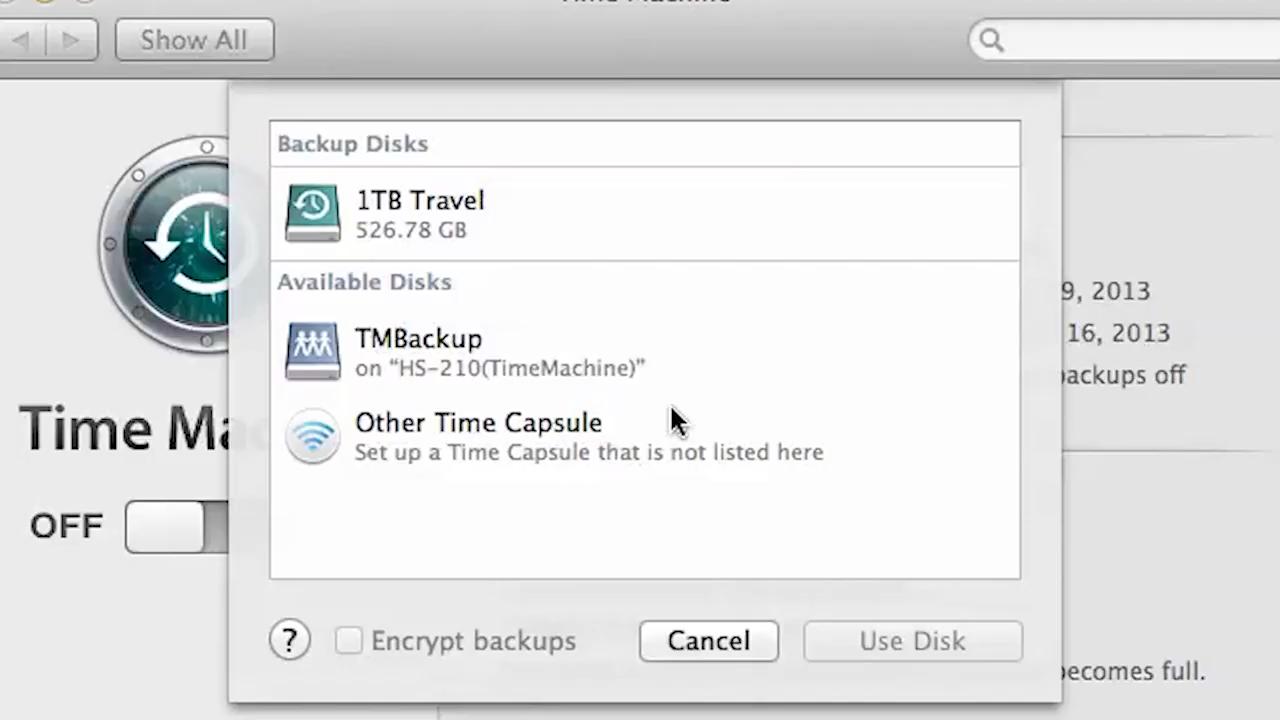 Show All
Backup Disks
1TB Travel
526.78 GB
Available Disks
TMBackup
on “HS-210(TimeMachine)”
Other Time Capsule
Set up a Time Capsule that is not listed here
9, 2013
16, 2013
backups off
Time Ma
OFF
? Encrypt backups Cancel Use Disk
becomes full.